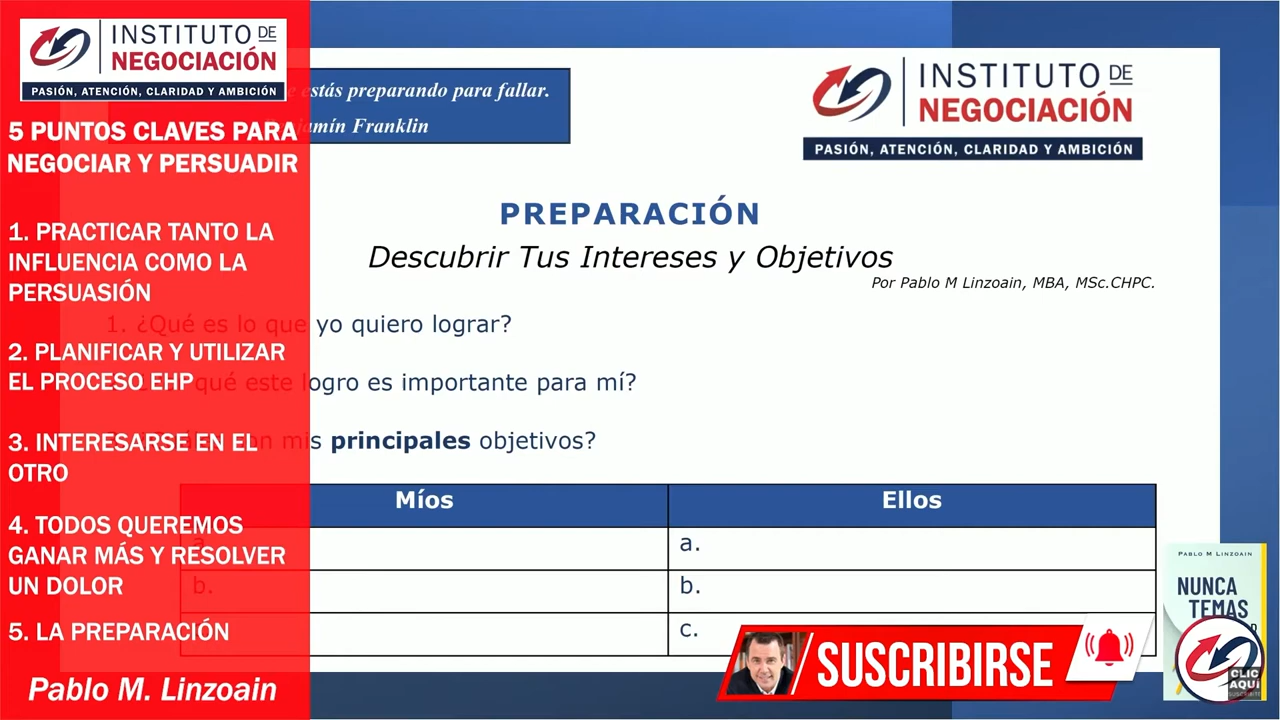 INSTITUTO DE
NEGOCIACIÓN
PASIÓN, ATENCIÓN, CLARIDAD Y AMBICIÓN
5 PUNTOS CLAVES PARA
NEGOCIAR Y PERSUADIR
1. PRACTICAR TANTO LA
INFLUENCIA COMO LA
PERSUASIÓN
2. PLANIFICAR Y UTILIZAR
EL PROCESO EHP
3. INTERESARSE EN EL
OTRO
4. TODOS QUEREMOS
GANAR MÁS Y RESOLVER
UN DOLOR
5. LA PREPARACIÓN
Pablo M. Linzoain
estás preparando para fallar.
Franklin
INSTITUTO DE
NEGOCIACIÓN
PASIÓN, ATENCIÓN, CLARIDAD Y AMBICIÓN
PREPARACIÓN
Descubrir Tus Intereses y Objetivos
Por Pablo M Linzoain, MBA, MSc.CHPC.
1. ¿Qué es lo que yo quiero lograr?
qué este logro es importante para mí?
mis principales objetivos?
Míos Ellos
a. a.
b. b.
c.
SUSCRIBIRSE
PABLO M LINZOAIN
NUNCA
TEMAS
CLIC
AQUÍ